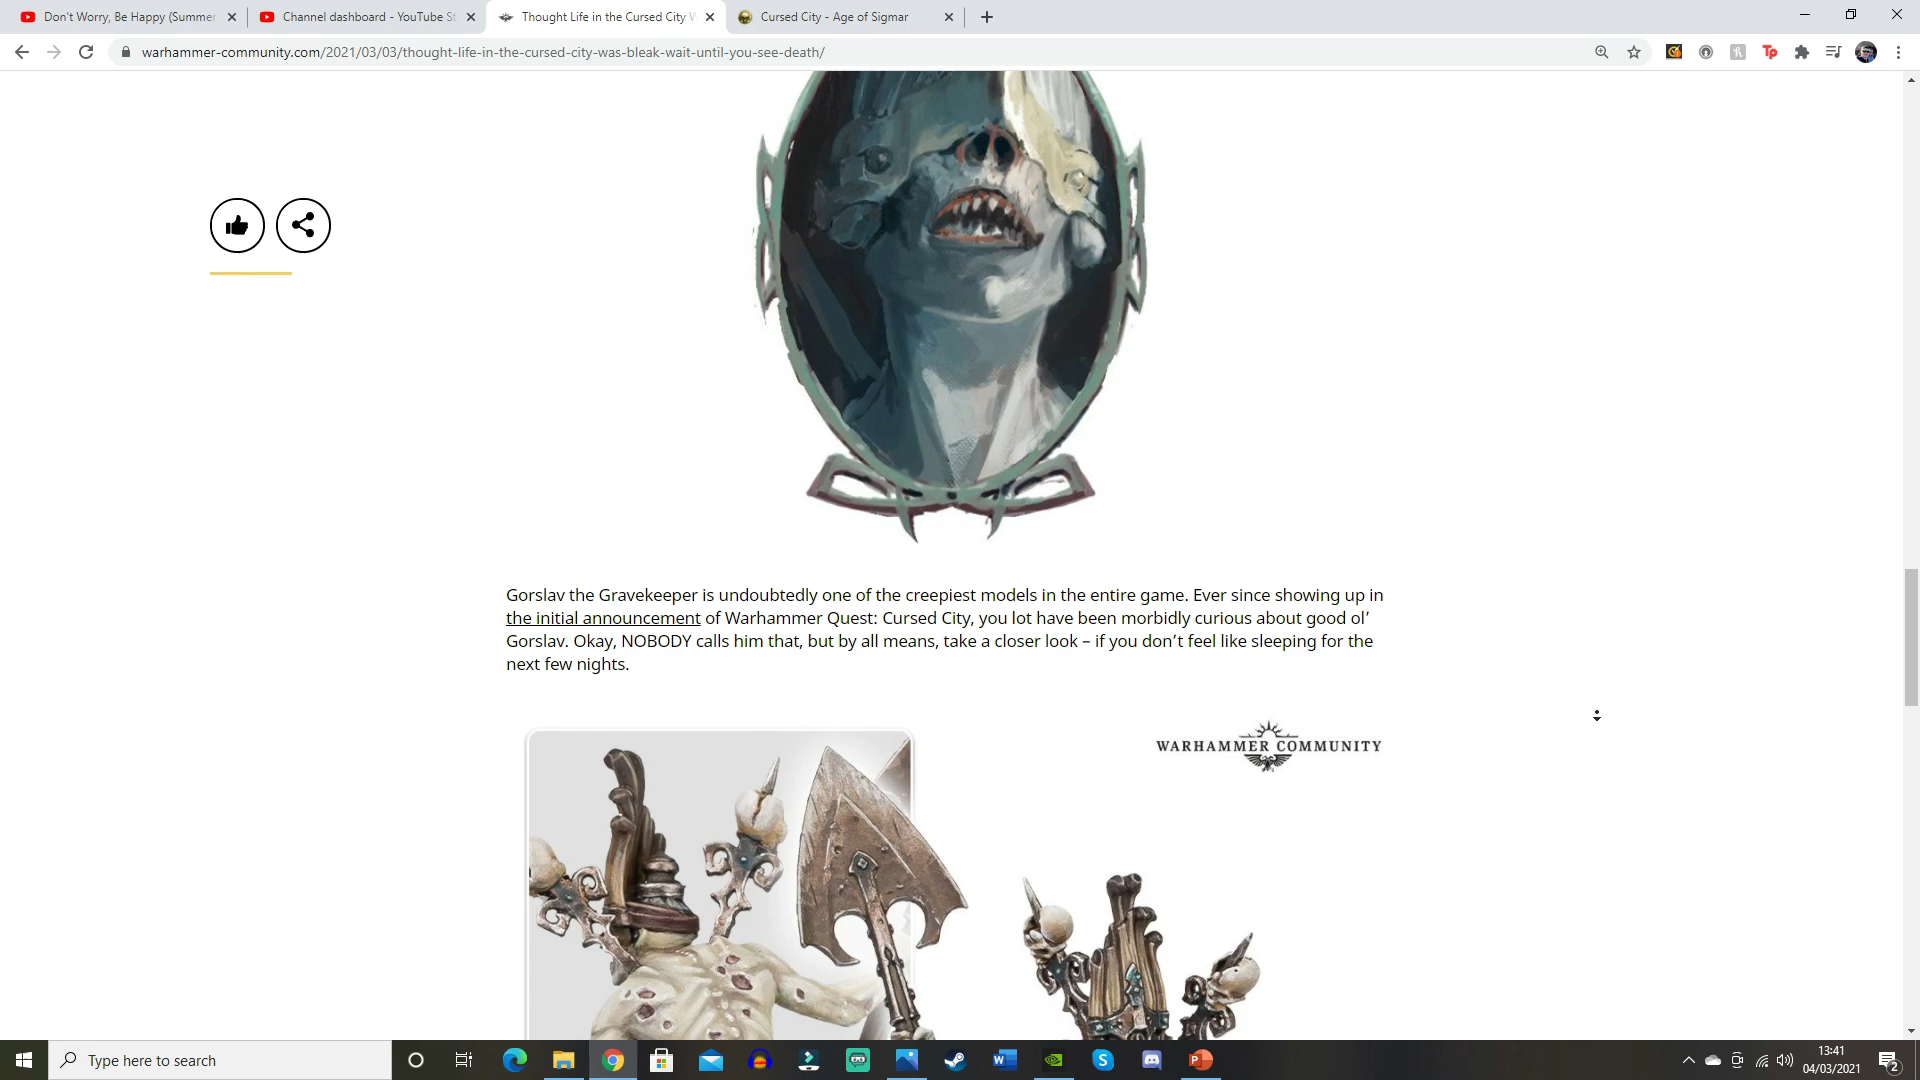 Don't Worry, Be Happy (Summer
Channel dashboard - YouTube St
Thought Life in the Cursed City W
Cursed City - Age of Sigmar
warhammer-community.com/2021/03/03/thought-life-in-the-cursed-city-was-bleak-wait-until-you-see-death/
Gorslav the Gravekeeper is undoubtedly one of the creepiest models in the entire game. Ever since showing up in
the initial announcement of Warhammer Quest: Cursed City, you lot have been morbidly curious about good ol’
Gorslav. Okay, NOBODY calls him that, but by all means, take a closer look – if you don’t feel like sleeping for the
next few nights.
WARHAMMER COMMUNITY
Type here to search
13:41
04/03/2021
2